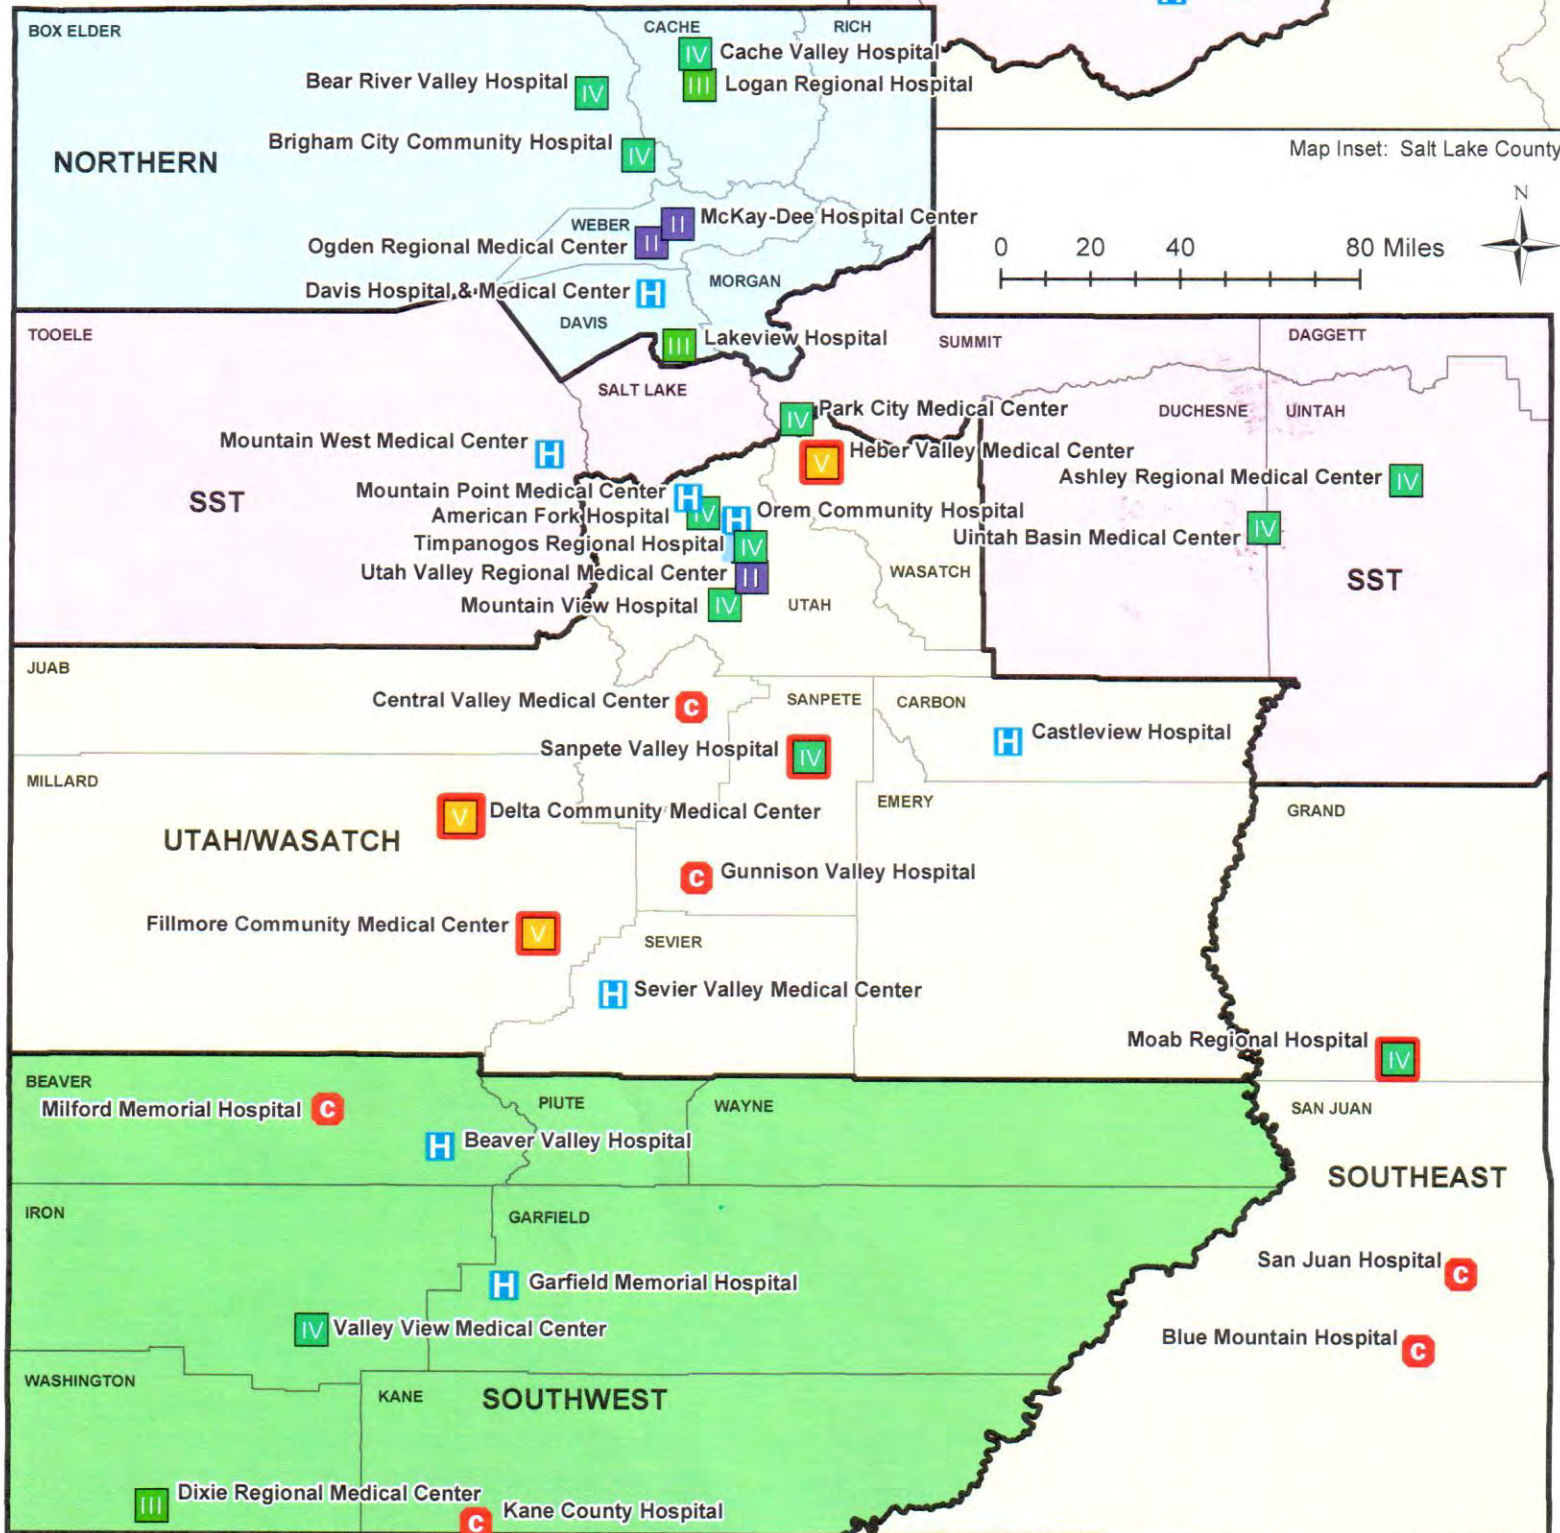 BOX ELDER
CACHE
RICH
IV Cache Valley Hospital
III Logan Regional Hospital
Bear River Valley Hospital IV
Brigham City Community Hospital IV
NORTHERN
Map Inset: Salt Lake County
N
0 20 40 80 Miles
WEBER
II McKay-Dee Hospital Center
Ogden Regional Medical Center II
Davis Hospital & Medical Center H
MORGAN
DAVIS
III Lakeview Hospital
TOOELE
SUMMIT
DAGGETT
SALT LAKE
IV Park City Medical Center
DUCHESNE
UINTAH
Mountain West Medical Center H
V Heber Valley Medical Center
Ashley Regional Medical Center IV
SST
Mountain Point Medical Center H
American Fork Hospital IV
H Orem Community Hospital
Uintah Basin Medical Center IV
Timpanogos Regional Hospital IV
Utah Valley Regional Medical Center II
WASATCH
SST
Mountain View Hospital IV
UTAH
JUAB
Central Valley Medical Center C
SANPETE
CARBON
H Castleview Hospital
Sanpete Valley Hospital IV
MILLARD
EMERY
GRAND
V Delta Community Medical Center
UTAH/WASATCH
C Gunnison Valley Hospital
Fillmore Community Medical Center V
SEVIER
H Sevier Valley Medical Center
Moab Regional Hospital IV
BEAVER
Milford Memorial Hospital C
PIUTE
WAYNE
SAN JUAN
H Beaver Valley Hospital
SOUTHEAST
IRON
GARFIELD
San Juan Hospital C
H Garfield Memorial Hospital
IV Valley View Medical Center
Blue Mountain Hospital C
WASHINGTON
KANE
SOUTHWEST
III Dixie Regional Medical Center
C Kane County Hospital